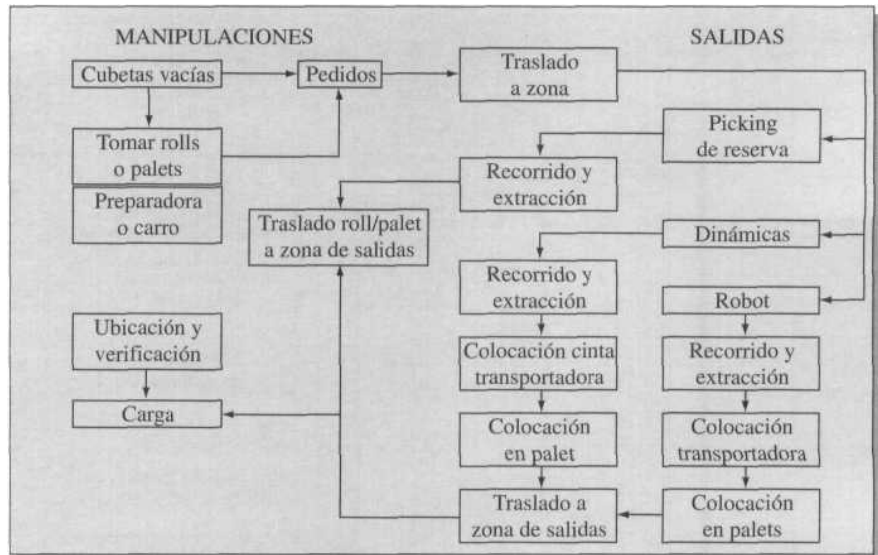 MANIPULACIONES
SALIDAS
Cubetas vacías
Pedidos
Traslado
a zona
Tomar rolls
o palets
Picking
de reserva
Preparadora
o carro
Recorrido y
extracción
Traslado roll/palet
a zona de salidas
Dinámicas
Recorrido y
extracción
Robot
Ubicación y
verificación
Colocación cinta
transportadora
Recorrido y
extracción
Carga
Colocación
en palet
Colocación
transportadora
Traslado a
zona de salidas
Colocación
en palets